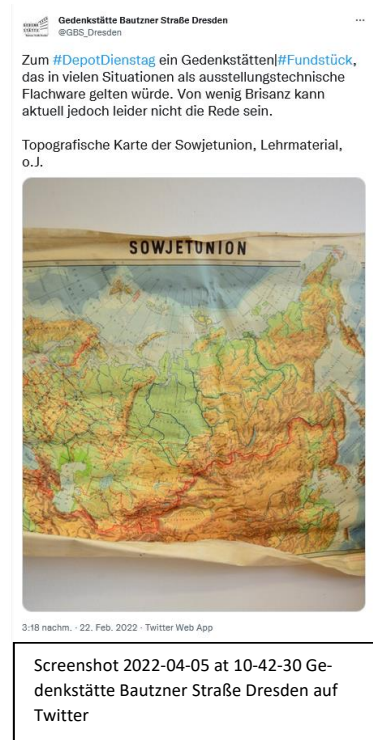 Gedenkstätte Bautzner Straße Dresden
@GBS_Dresden
Zum #DepotDienstag ein Gedenkstätten|#Fundstück,
das in vielen Situationen als ausstellungstechnische
Flachware gelten würde. Von wenig Brisanz kann
aktuell jedoch leider nicht die Rede sein.
Topografische Karte der Sowjetunion, Lehrmaterial,
o.J.
SOWJETUNION
3:18 nachm. · 22. Feb. 2022 · Twitter Web App
Screenshot 2022-04-05 at 10-42-30 Ge-
denkstätte Bautzner Straße Dresden auf
Twitter